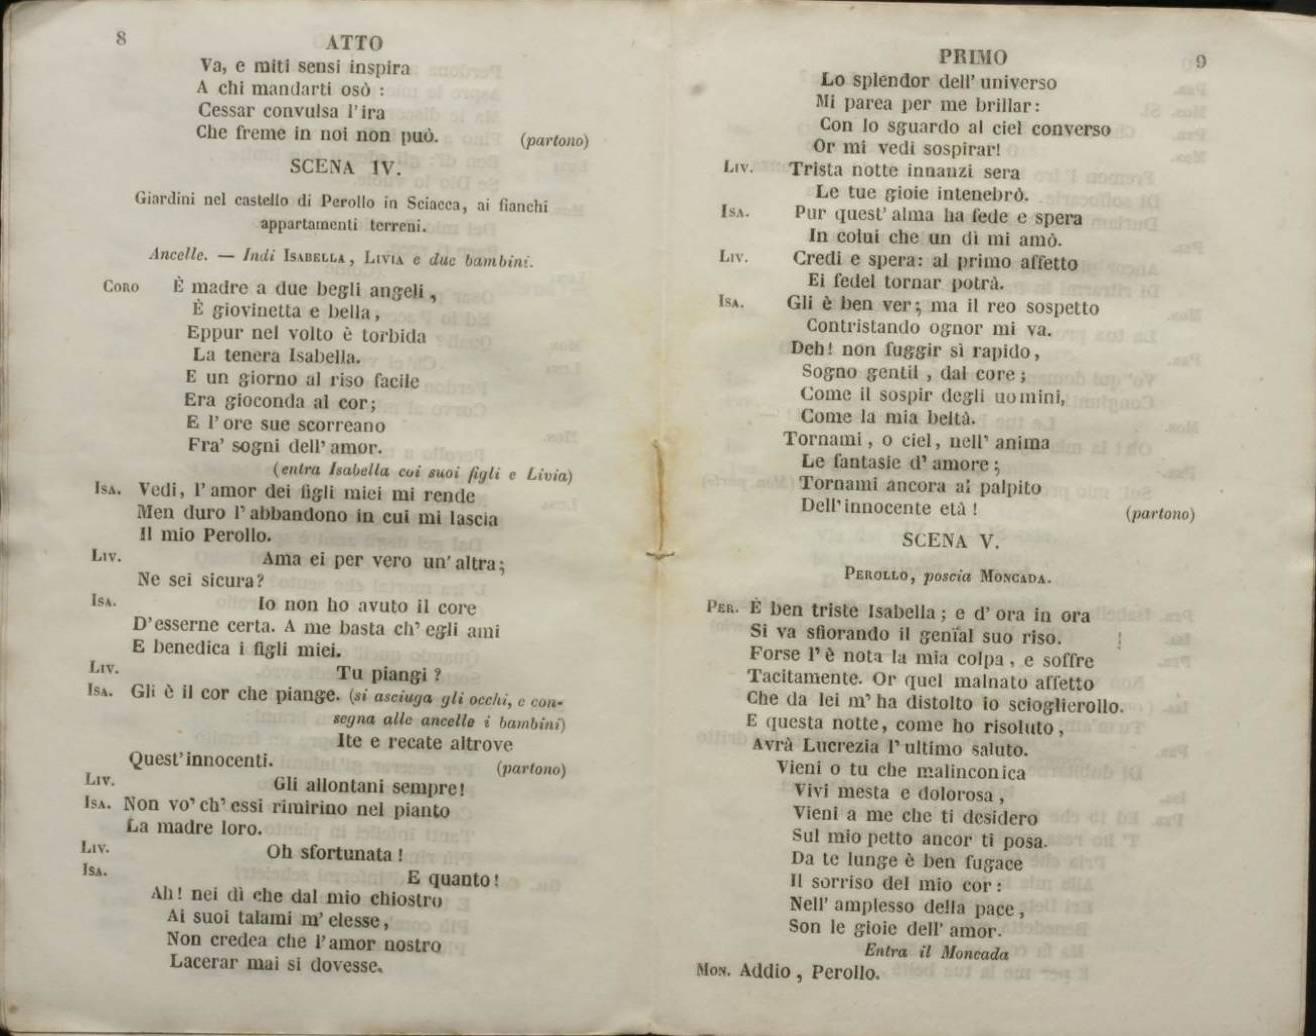 8
ATTO
Va, e miti sensi inspira
A chi mandarti osò :
Cessar convulsa l'ira
Che freme in noi non può. (partono)
SCENA IV.
Giardini nel castello di Perollo in Sciacca, ai fianchi
appartamenti terreni.
Ancelle. — Indi ISABELLA, LIVIA e due bambini.
CORO È madre a due begli angeli,
È giovinetta e bella,
Eppur nel volto è torbida
La tenera Isabella.
E un giorno al riso facile
Era gioconda al cor;
E l'ore sue scorreano
Fra' sogni dell' amor.
(entra Isabella coi suoi figli e Livia)
ISA. Vedi, l'amor dei figli miei mi rende
Men duro l'abbandono in cui mi lascia
Il mio Perollo.
LIV. Ama ei per vero un' altra;
Ne sei sicura?
ISA. Io non ho avuto il core
D'esserne certa. A me basta ch' egli ami
E benedica i figli miei.
LIV. Tu piangi ?
ISA. Gli è il cor che piange. (si asciuga gli occhi, e con-
segna alle ancelle i bambini)
Ite e recate altrove
Quest'innocenti. (partono)
LIV. Gli allontani sempre!
ISA. Non vo' ch' essi rimirino nel pianto
La madre loro.
LIV. Oh sfortunata !
ISA. E quanto!
Ah! nei dì che dal mio chiostro
Ai suoi talami m' elesse,
Non credea che l'amor nostro
Lacerar mai si dovesse.
PRIMO
9
Lo splendor dell' universo
Mi parea per me brillar:
Con lo sguardo al ciel converso
Or mi vedi sospirar!
LIV. Trista notte innanzi sera
Le tue gioie intenebrò.
ISA. Pur quest' alma ha fede e spera
In colui che un dì mi amò.
LIV. Credi e spera: al primo affetto
Ei fedel tornar potrà.
ISA. Gli è ben ver; ma il reo sospetto
Contristando ognor mi va.
Deh! non fuggir sì rapido,
Sogno gentil, dal core;
Come il sospir degli uomini,
Come la mia beltà.
Tornami, o ciel, nell' anima
Le fantasie d' amore;
Tornami ancora al palpito
Dell'innocente età ! (partono)
SCENA V.
PEROLLO, poscia MONCADA.
PER. È ben triste Isabella; e d' ora in ora
Si va sfiorando il genïal suo riso.
Forse l' è nota la mia colpa, e soffre
Tacitamente. Or quel malnato affetto
Che da lei m' ha distolto io scioglierollo.
E questa notte, come ho risoluto,
Avrà Lucrezia l' ultimo saluto.
Vieni o tu che malinconica
Vivi mesta e dolorosa,
Vieni a me che ti desidero
Sul mio petto ancor ti posa.
Da te lunge è ben fugace
Il sorriso del mio cor:
Nell' amplesso della pace,
Son le gioie dell' amor.
Entra il Moncada
MON. Addio, Perollo.